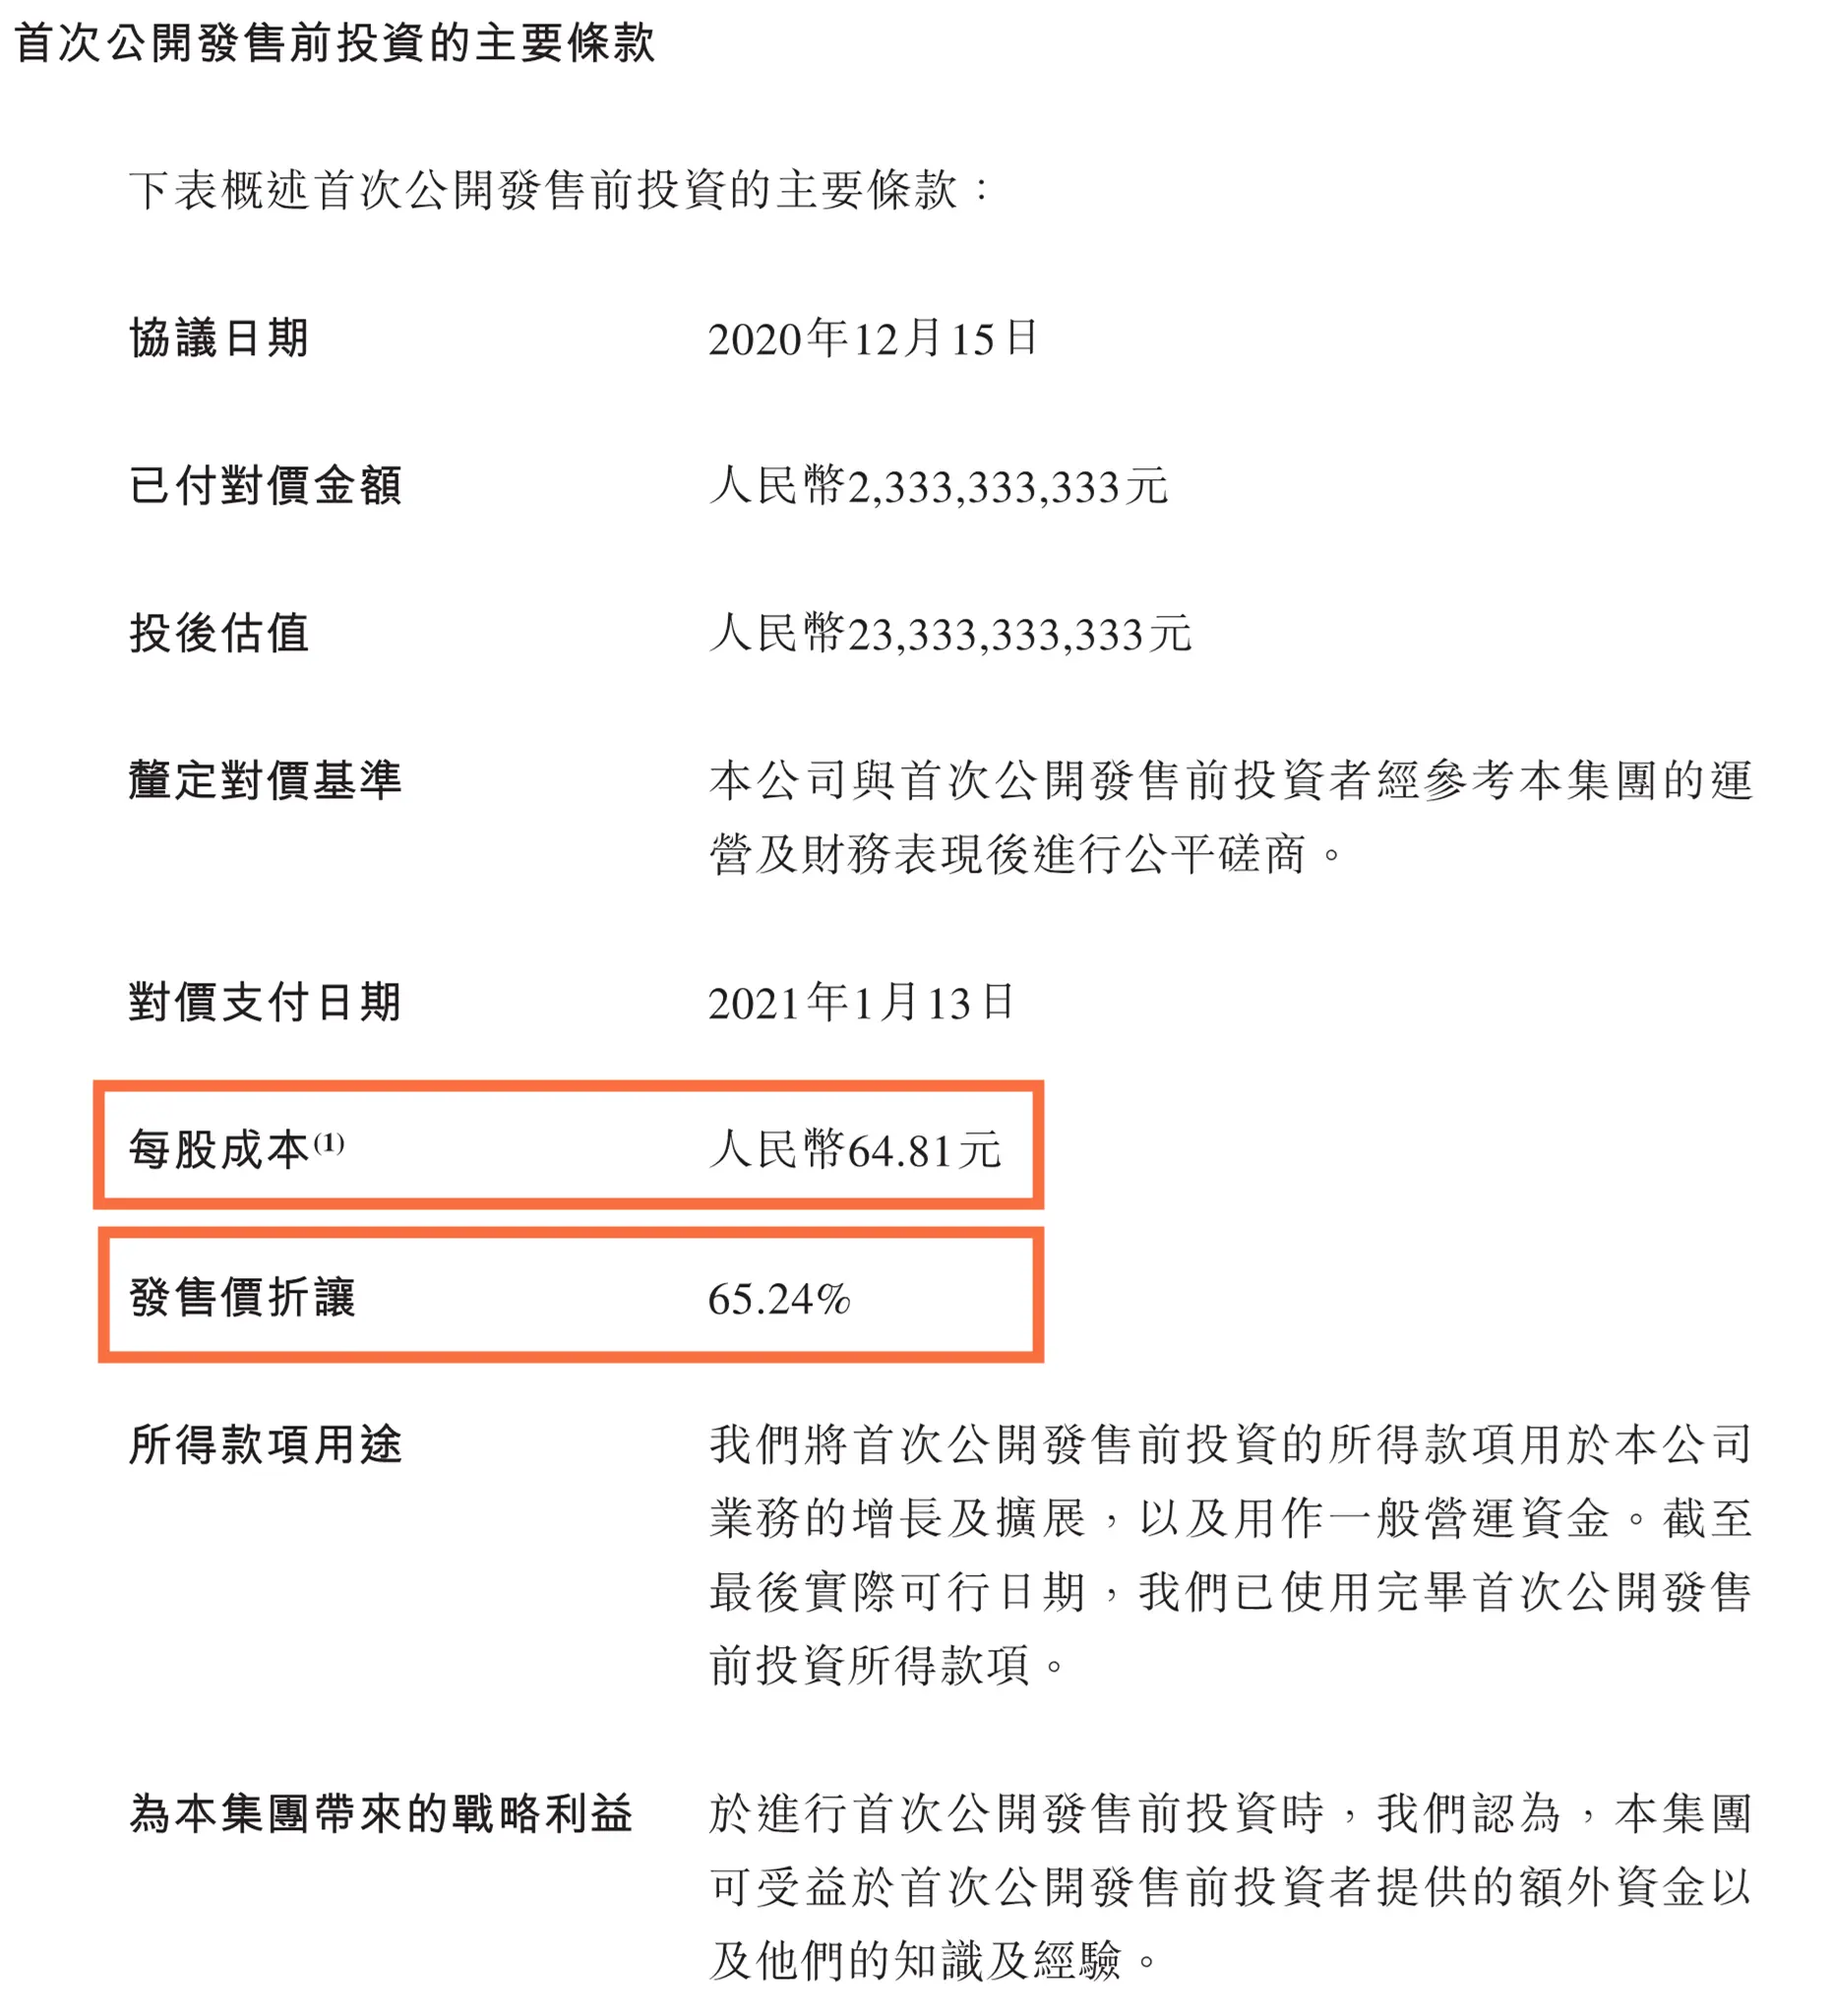 首次公開發售前投資的主要條款
下表概述首次公開發售前投資的主要條款：
協議日期 2020年12月15日
已付對價金額 人民幣2,333,333,333元
投後估值 人民幣23,333,333,333元
釐定對價基準 本公司與首次公開發售前投資者經參考本集團的運
營及財務表現後進行公平磋商。
對價支付日期 2021年1月13日
每股成本(1) 人民幣64.81元
發售價折讓 65.24%
所得款項用途 我們將首次公開發售前投資的所得款項用於本公司
業務的增長及擴展，以及用作一般營運資金。截至
最後實際可行日期，我們已使用完畢首次公開發售
前投資所得款項。
為本集團帶來的戰略利益 於進行首次公開發售前投資時，我們認為，本集團
可受益於首次公開發售前投資者提供的額外資金以
及他們的知識及經驗。